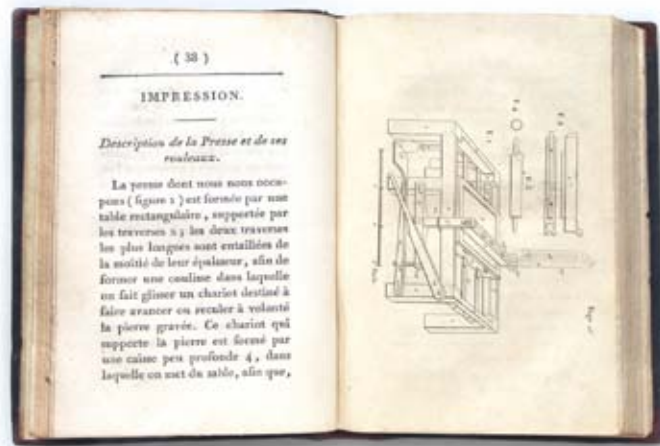 ( 38 )
IMPRESSION.
Description de la Presse et de ses
rouleaux.
La presse dont nous nous occu-
pons ( figure 1 ) est formée par une
table rectangulaire, supportée par
les traverses 2; les deux traverses
les plus longues sont entaillées de
la moitié de leur épaisseur, afin de
former une coulisse dans laquelle
on fait glisser un chariot destiné à
faire avancer ou reculer à volonté
la pierre gravée. Ce chariot qui
supporte la pierre est formé par
une caisse peu profonde 4, dans
laquelle on met du sable, afin que,
F. 4
F. 3
F. 1